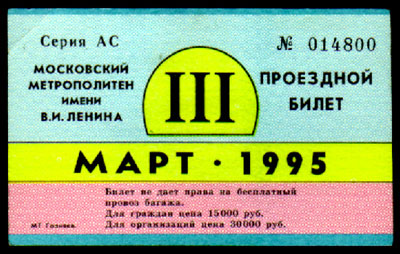 Серия АС
№ 014800
МОСКОВСКИЙ
МЕТРОПОЛИТЕН
ИМЕНИ
В.И. ЛЕНИНА
III
ПРОЕЗДНОЙ
БИЛЕТ
МАРТ · 1995
Билет не дает права на бесплатный
провоз багажа.
Для граждан цена 15000 руб.
Для организаций цена 30000 руб.
МТ Гознака